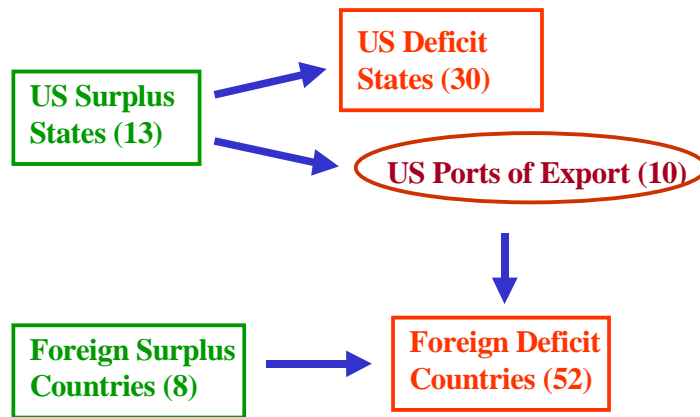 US Deficit
States (30)
US Surplus
States (13)
US Ports of Export (10)
Foreign Surplus
Countries (8)
Foreign Deficit
Countries (52)